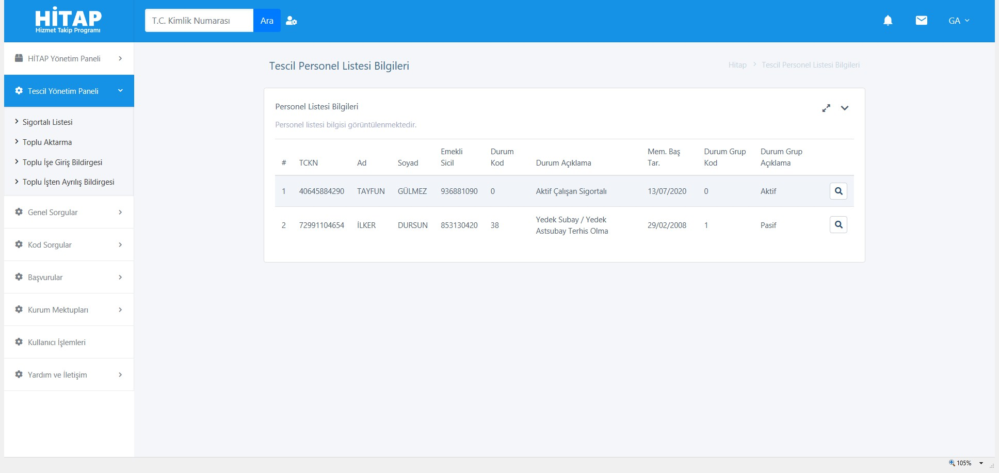 HİTAP
Hizmet Takip Programı
T.C. Kimlik Numarası
Ara
GA
HİTAP Yönetim Paneli
Tescil Yönetim Paneli
Sigortalı Listesi
Toplu Aktarma
Toplu İşe Giriş Bildirgesi
Toplu İşten Ayrılış Bildirgesi
Genel Sorgular
Kod Sorgular
Başvurular
Kurum Mektupları
Kullanıcı İşlemleri
Yardım ve İletişim
Tescil Personel Listesi Bilgileri
Hitap > Tescil Personel Listesi Bilgileri
Personel Listesi Bilgileri
Personel listesi bilgisi görüntülenmektedir.
# TCKN Ad Soyad Emekli Sicil Durum Kod Durum Açıklama Mem. Baş Tar. Durum Grup Kod Durum Grup Açıklama
1 40645884290 TAYFUN GÜLMEZ 936881090 0 Aktif Çalışan Sigortalı 13/07/2020 0 Aktif
2 72991104654 İLKER DURSUN 853130420 38 Yedek Subay / Yedek Astsubay Terhis Olma 29/02/2008 1 Pasif
105%